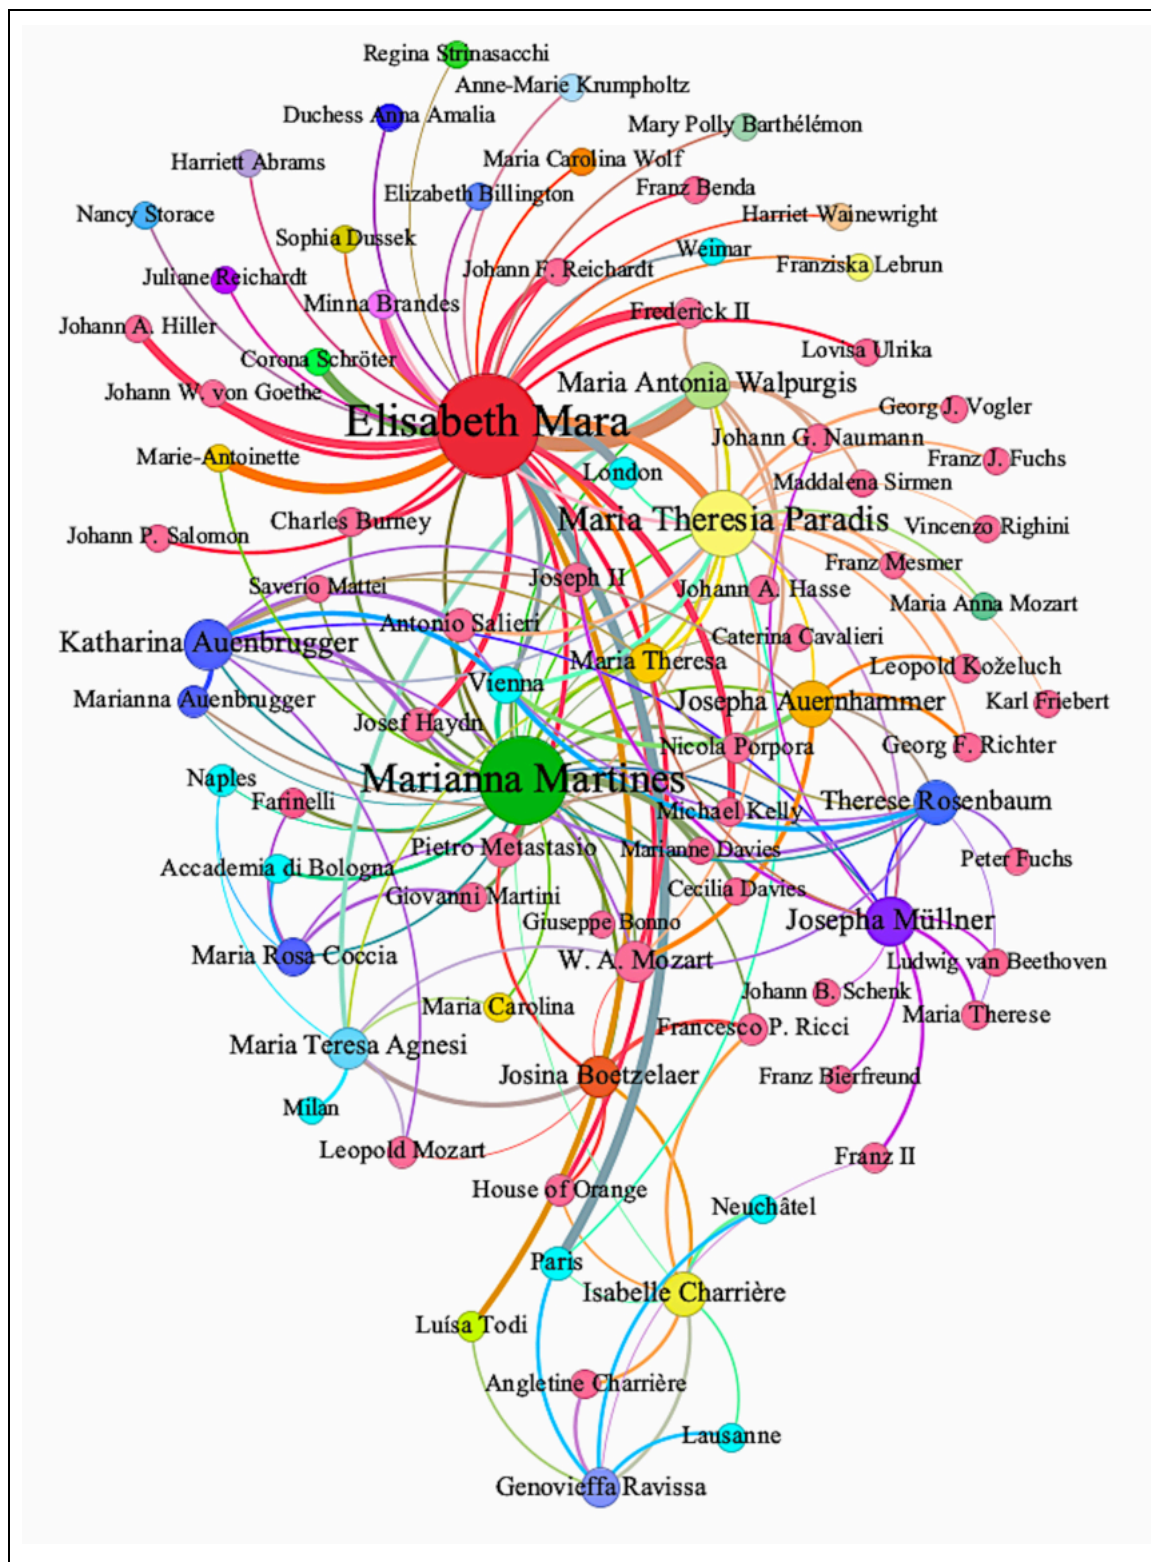 Regina Strinasacchi
Anne-Marie Krumpholtz
Duchess Anna Amalia
Mary Polly Barthélémon
Harriett Abrams
Maria Carolina Wolf
Elizabeth Billington
Franz Benda
Nancy Storace
Harriet Wainewright
Sophia Dussek
Weimar
Franziska Lebrun
Johann F. Reichardt
Juliane Reichardt
Minna Brandes
Frederick II
Johann A. Hiller
Lovisa Ulrika
Corona Schröter
Maria Antonia Walpurgis
Johann W. von Goethe
Georg J. Vogler
Elisabeth Mara
Johann G. Naumann
Marie-Antoinette
Franz J. Fuchs
London
Maddalena Sirmen
Charles Burney
Maria Theresia Paradis
Vincenzo Righini
Johann P. Salomon
Franz Mesmer
Joseph II
Saverio Mattei
Johann A. Hasse
Maria Anna Mozart
Antonio Salieri
Caterina Cavalieri
Katharina Auenbrugger
Maria Theresa
Leopold Koželuch
Vienna
Marianna Auenbrugger
Josepha Auernhammer
Karl Friebert
Josef Haydn
Nicola Porpora
Georg F. Richter
Naples
Marianna Martines
Farinelli
Therese Rosenbaum
Michael Kelly
Pietro Metastasio
Marianne Davies
Peter Fuchs
Accademia di Bologna
Cecilia Davies
Giovanni Martini
Giuseppe Bonno
Josepha Müllner
Maria Rosa Coccia
W. A. Mozart
Ludwig van Beethoven
Johann B. Schenk
Maria Carolina
Maria Therese
Francesco P. Ricci
Maria Teresa Agnesi
Josina Boetzelaer
Franz Bierfreund
Milan
Leopold Mozart
Franz II
House of Orange
Neuchâtel
Paris
Isabelle Charrière
Luísa Todi
Angletine Charrière
Lausanne
Genovieffa Ravissa